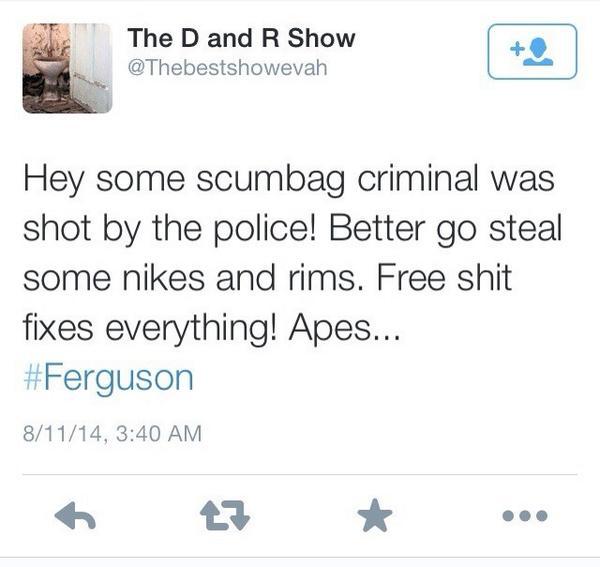 The D and R Show
@Thebestshowevah
Hey some scumbag criminal was
shot by the police! Better go steal
some nikes and rims. Free shit
fixes everything! Apes...
#Ferguson
8/11/14, 3:40 AM